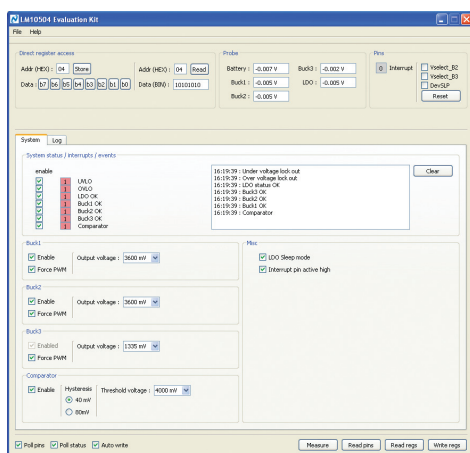 LM10504 Evaluation Kit
File Help
Direct register access
Addr (HEX) : 04 Store Addr (HEX) : 04 Read
Data : b7 b6 b5 b4 b3 b2 b1 b0 Data (BIN) : 10101010
Probe
Battery : -0.007 V Buck3 : -0.002 V
Buck1 : -0.005 V LDO : -0.005 V
Buck2 : -0.005 V
Pins
0 Interrupt Vselect_B2
Vselect_B3
DevSLP
Reset
System Log
System status / interrupts / events
enable
1 UVLO
1 OVLO
1 LDO OK
1 Buck1 OK
1 Buck2 OK
1 Buck3 OK
1 Comparator
16:19:39 : Under voltage lock out
16:19:39 : Over voltage lock out
16:19:39 : LDO status OK
16:19:39 : Buck3 OK
16:19:39 : Buck2 OK
16:19:39 : Buck1 OK
16:19:39 : Comparator
Clear
Buck1
Enable Output voltage : 3600 mV
Force PWM
Buck2
Enable Output voltage : 3600 mV
Force PWM
Buck3
Enabled Output voltage : 1335 mV
Force PWM
Comparator
Enable Hysteresis Threshold voltage : 4000 mV
40 mV
80mV
Misc
LDO Sleep mode
Interrupt pin active high
Poll pins Poll status Auto write Measure Read pins Read regs Write regs